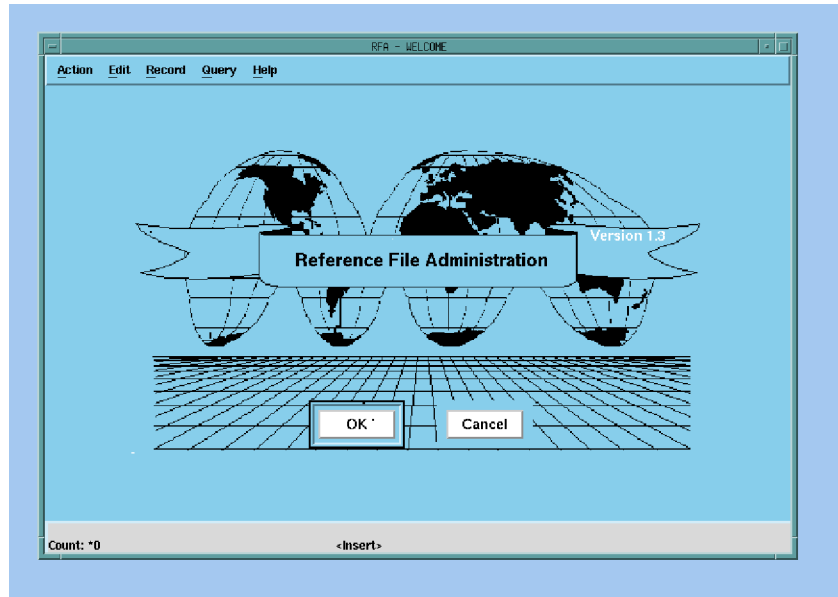 RFA - WELCOME
Action Edit Record Query Help
Version 1.3
Reference File Administration
OK Cancel
Count: *0 <Insert>